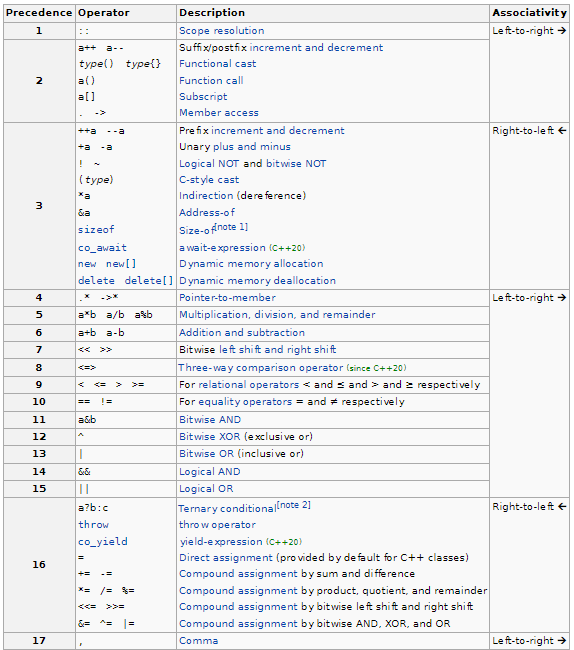 Precedence Operator Description Associativity
1 :: Scope resolution Left-to-right →
a++ a-- Suffix/postfix increment and decrement
type() type{} Functional cast
2 a() Function call
a[] Subscript
. -> Member access
++a --a Prefix increment and decrement Right-to-left ←
+a -a Unary plus and minus
! ~ Logical NOT and bitwise NOT
(type) C-style cast
*a Indirection (dereference)
3 &a Address-of
sizeof Size-of[note 1]
co_await await-expression (C++20)
new new[] Dynamic memory allocation
delete delete[] Dynamic memory deallocation
4 .* ->* Pointer-to-member Left-to-right →
5 a*b a/b a%b Multiplication, division, and remainder
6 a+b a-b Addition and subtraction
7 << >> Bitwise left shift and right shift
8 <=> Three-way comparison operator (since C++20)
9 < <= > >= For relational operators < and ≤ and > and ≥ respectively
10 == != For equality operators = and ≠ respectively
11 a&b Bitwise AND
12 ^ Bitwise XOR (exclusive or)
13 | Bitwise OR (inclusive or)
14 && Logical AND
15 || Logical OR
a?b:c Ternary conditional[note 2] Right-to-left ←
throw throw operator
co_yield yield-expression (C++20)
= Direct assignment (provided by default for C++ classes)
16 += -= Compound assignment by sum and difference
*= /= %= Compound assignment by product, quotient, and remainder
<<= >>= Compound assignment by bitwise left shift and right shift
&= ^= |= Compound assignment by bitwise AND, XOR, and OR
17 , Comma Left-to-right →